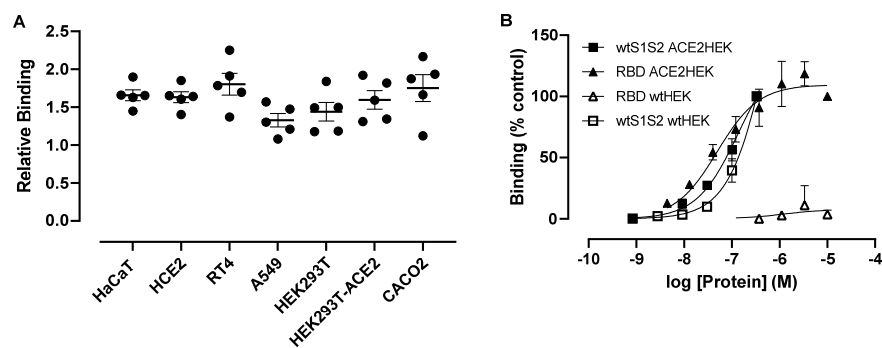 A
Relative Binding
2.5
2.0
1.5
1.0
0.5
0.0
HaCaT
HCE2
RT4
A549
HEK293T
HEK293T-ACE2
CACO2
B
Binding (% control)
150
100
50
0
wtS1S2 ACE2HEK
RBD ACE2HEK
RBD wtHEK
wtS1S2 wtHEK
-10
-9
-8
-7
-6
-5
-4
log [Protein] (M)